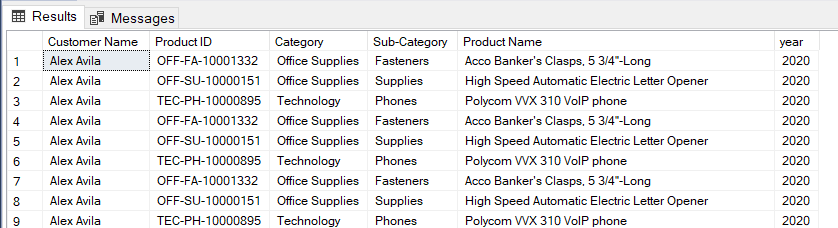 Results Messages
Customer Name Product ID Category Sub-Category Product Name year
1 Alex Avila OFF-FA-10001332 Office Supplies Fasteners Acco Banker's Clasps, 5 3/4"-Long 2020
2 Alex Avila OFF-SU-10000151 Office Supplies Supplies High Speed Automatic Electric Letter Opener 2020
3 Alex Avila TEC-PH-10000895 Technology Phones Polycom VVX 310 VoIP phone 2020
4 Alex Avila OFF-FA-10001332 Office Supplies Fasteners Acco Banker's Clasps, 5 3/4"-Long 2020
5 Alex Avila OFF-SU-10000151 Office Supplies Supplies High Speed Automatic Electric Letter Opener 2020
6 Alex Avila TEC-PH-10000895 Technology Phones Polycom VVX 310 VoIP phone 2020
7 Alex Avila OFF-FA-10001332 Office Supplies Fasteners Acco Banker's Clasps, 5 3/4"-Long 2020
8 Alex Avila OFF-SU-10000151 Office Supplies Supplies High Speed Automatic Electric Letter Opener 2020
9 Alex Avila TEC-PH-10000895 Technology Phones Polycom VVX 310 VoIP phone 2020